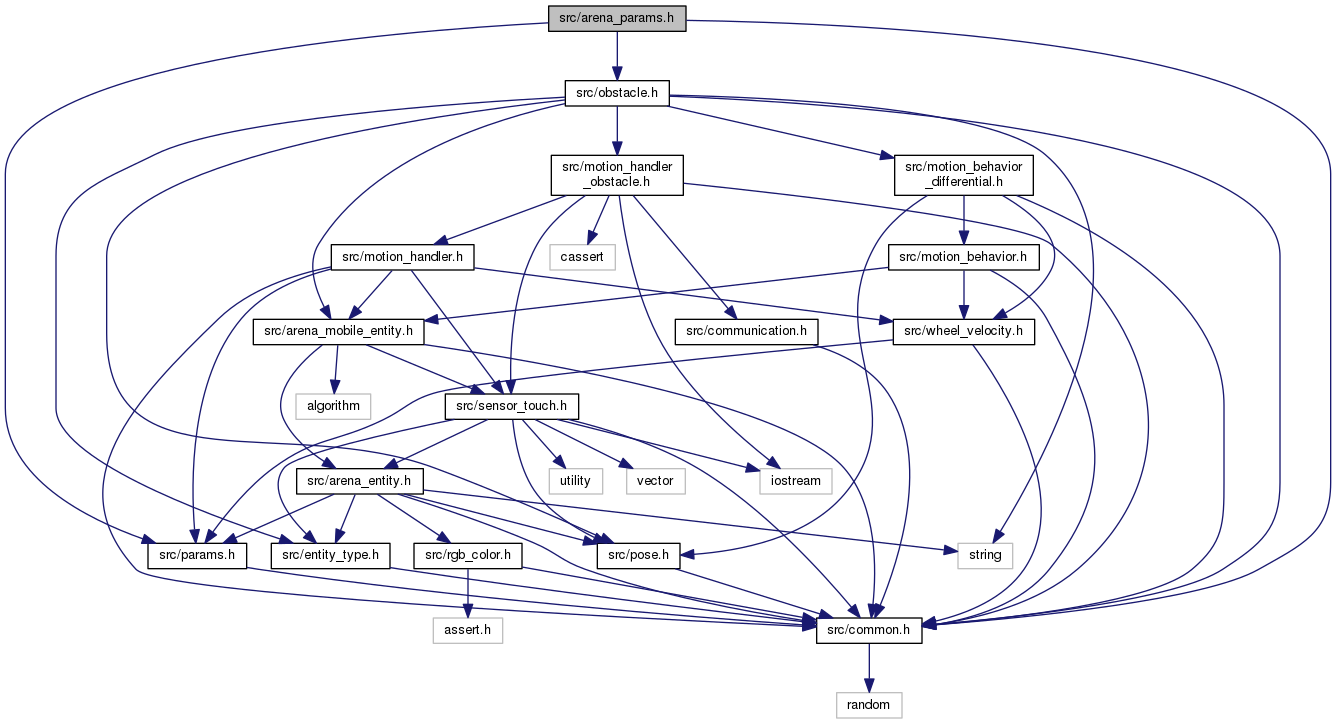 src/arena_params.h
src/obstacle.h
src/motion_handler
_obstacle.h
src/motion_behavior
_differential.h
src/motion_handler.h
cassert
src/motion_behavior.h
src/arena_mobile_entity.h
src/communication.h
src/wheel_velocity.h
algorithm
src/sensor_touch.h
src/arena_entity.h
utility
vector
iostream
src/params.h
src/entity_type.h
src/rgb_color.h
src/pose.h
string
assert.h
src/common.h
random